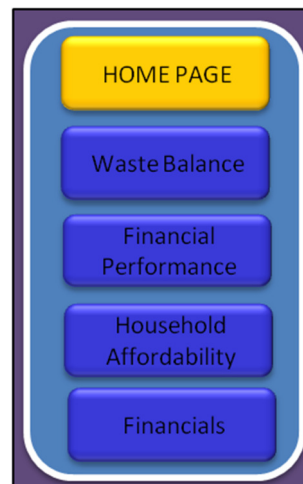 HOME PAGE
Waste Balance
Financial
Performance
Household
Affordability
Financials